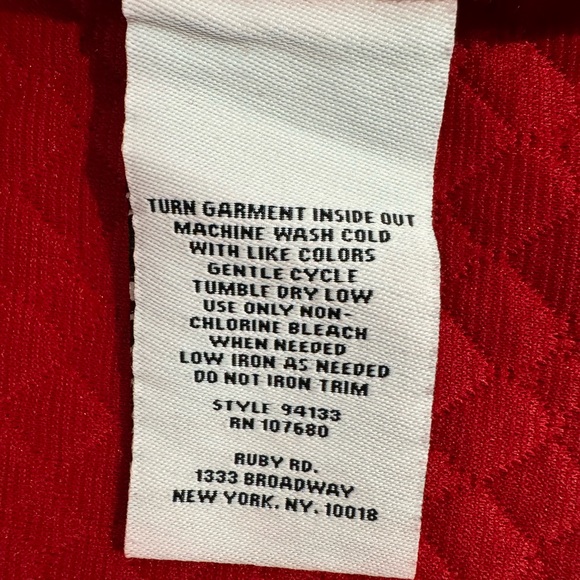 TURN GARMENT INSIDE OUT
MACHINE WASH COLD
WITH LIKE COLORS
GENTLE CYCLE
TUMBLE DRY LOW
USE ONLY NON-
CHLORINE BLEACH
WHEN NEEDED
LOW IRON AS NEEDED
DO NOT IRON TRIM
STYLE 94133
RN 107680
RUBY RD.
1333 BROADWAY
NEW YORK, NY. 10018